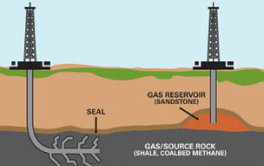 GAS RESERVOIR
(SANDSTONE)
SEAL
GAS/SOURCE ROCK
(SHALE, COALBED METHANE)